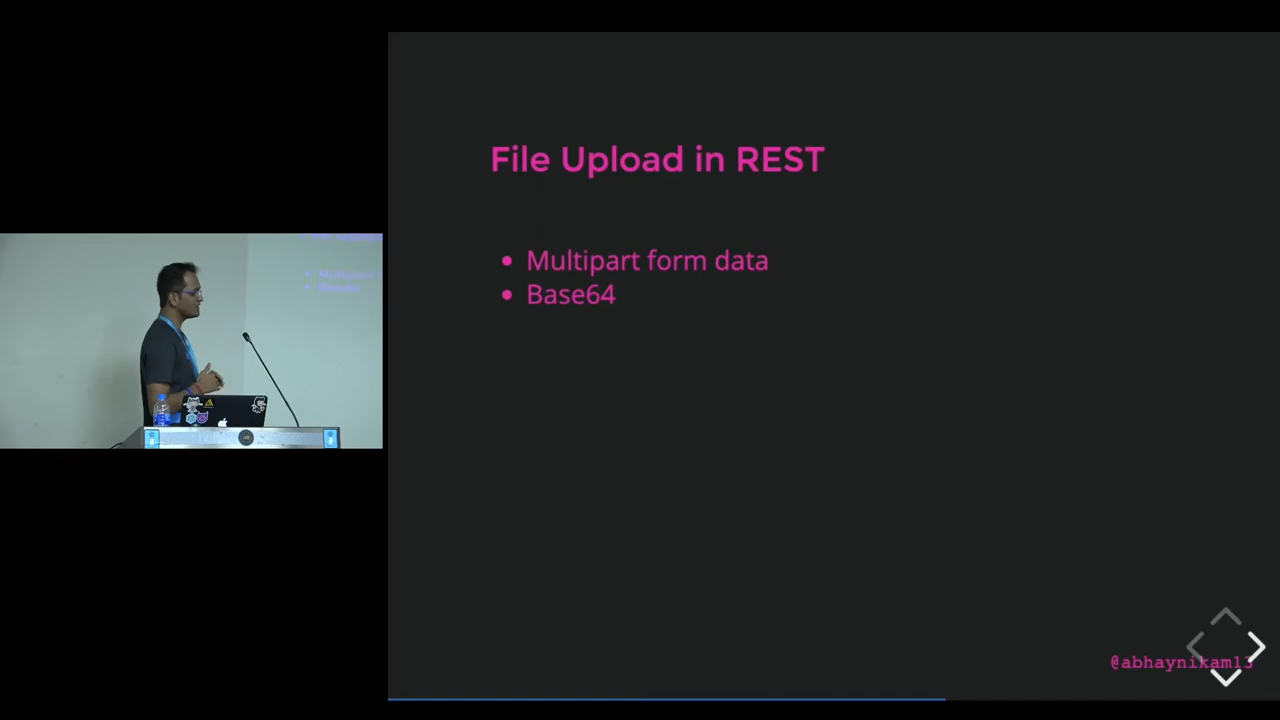 File Upload in REST
Multipart form data
Base64
@abhaynikam13